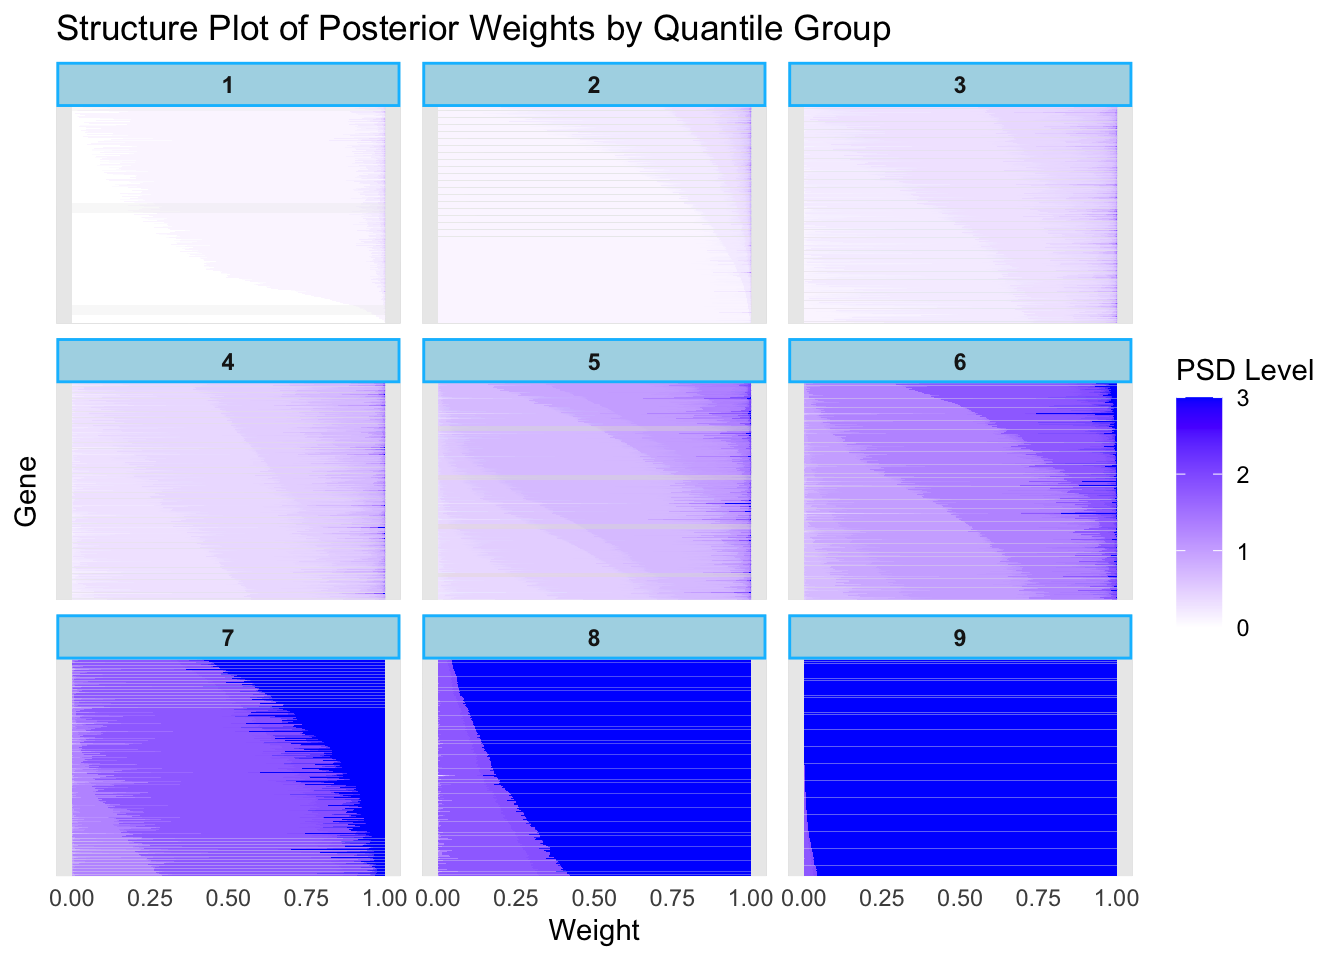 Structure Plot of Posterior Weights by Quantile Group
1 2 3
4 5 6
7 8 9
Gene
0.00 0.25 0.50 0.75 1.00 0.00 0.25 0.50 0.75 1.00 0.00 0.25 0.50 0.75 1.00
Weight
PSD Level
3
2
1
0